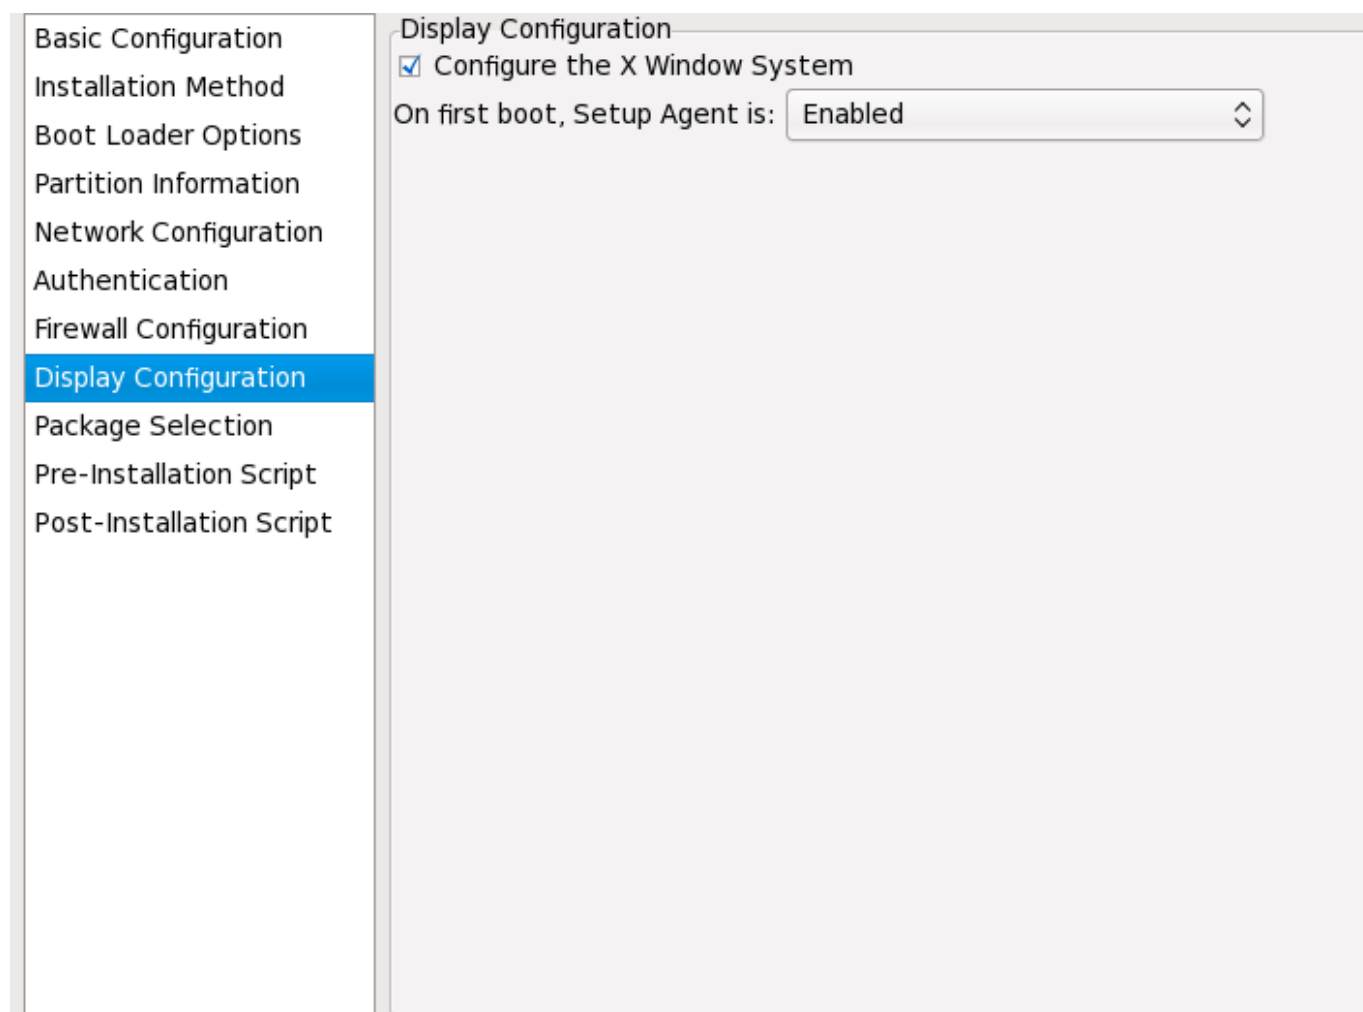 Basic Configuration
Installation Method
Boot Loader Options
Partition Information
Network Configuration
Authentication
Firewall Configuration
Display Configuration
Package Selection
Pre-Installation Script
Post-Installation Script
Display Configuration
Configure the X Window System
On first boot, Setup Agent is: Enabled